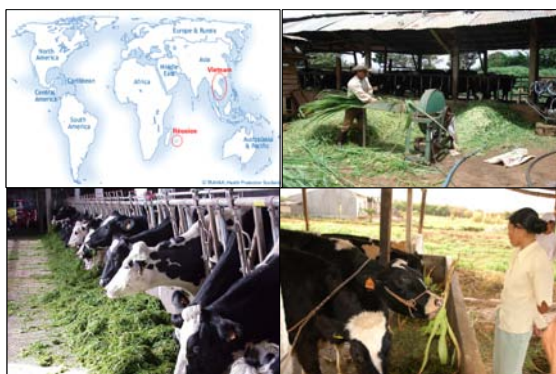 Europe & Russia
North
America
Asia
Middle
East
Vietnam
Caribbean
Africa
Central
America
South
America
Réunion
Australasia
& Pacific